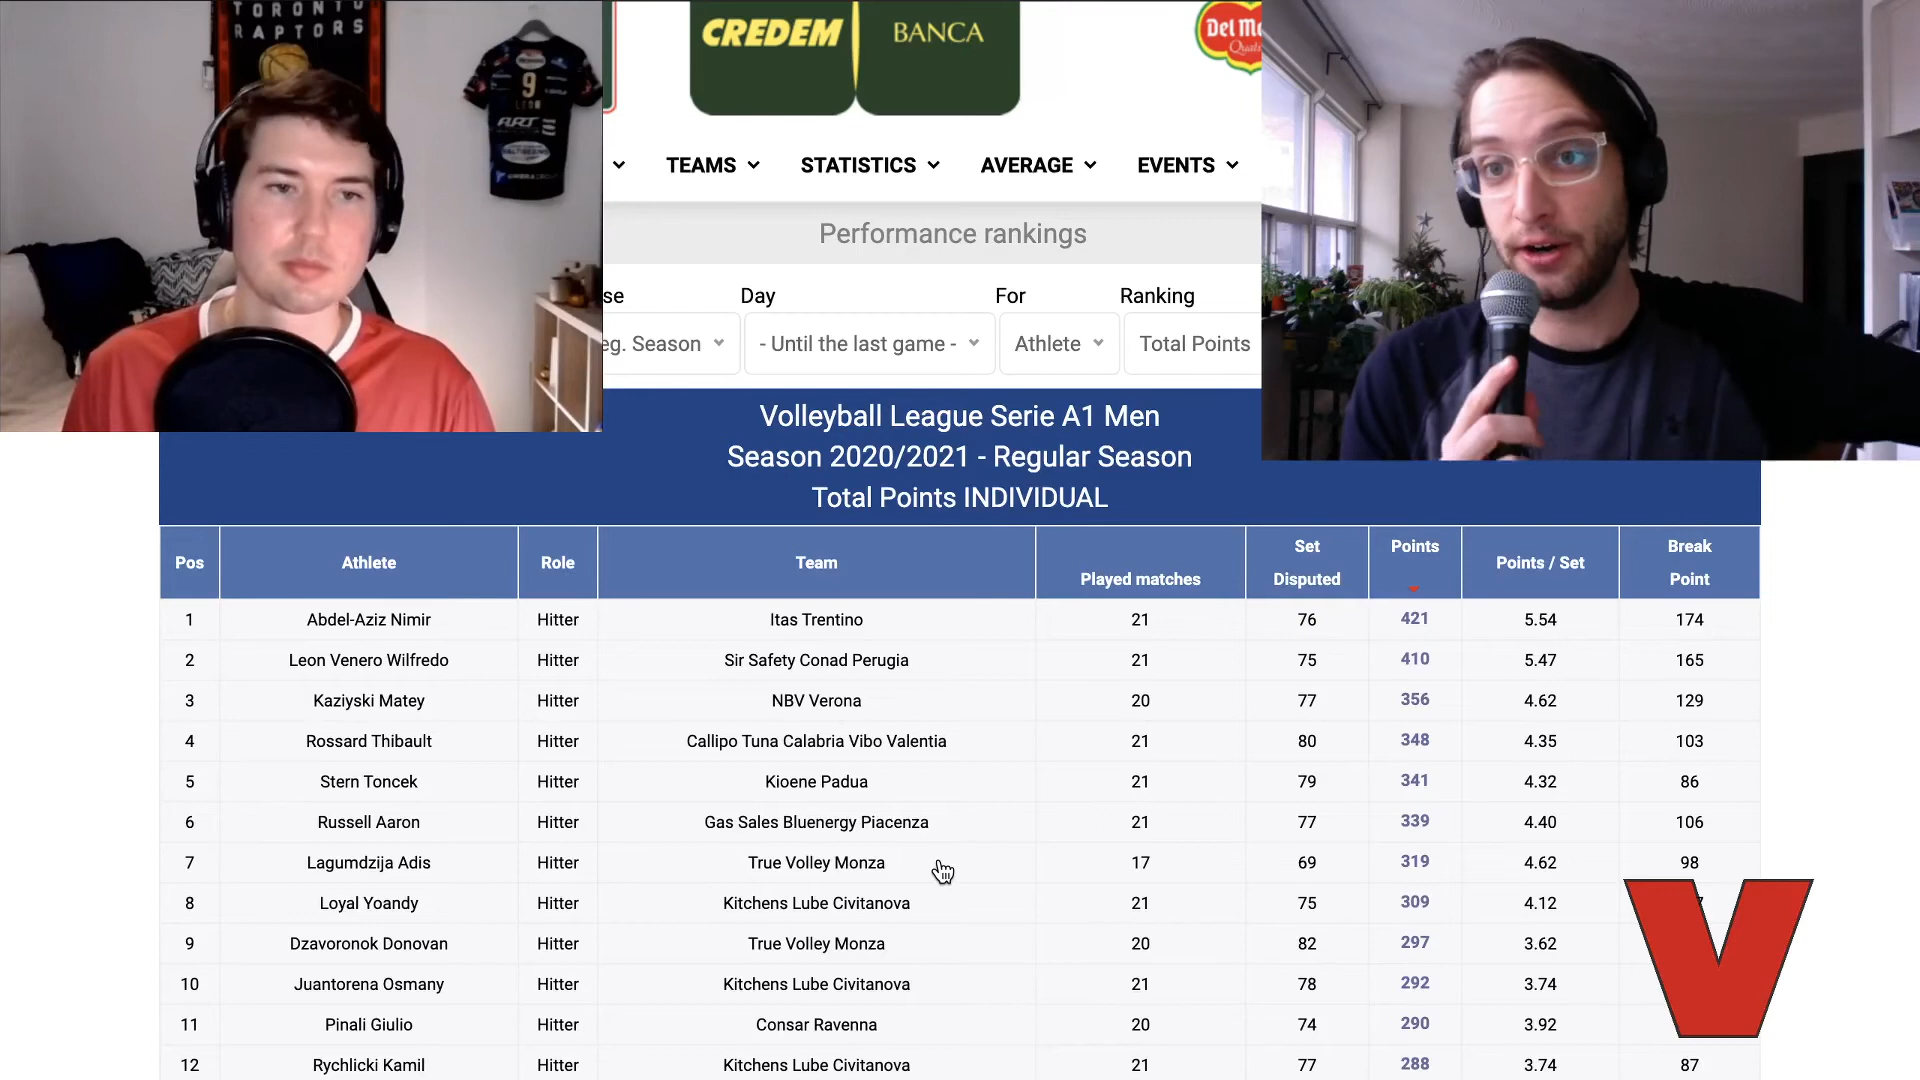 TORONTO
RAPTORS
9
LEON
ART
CREDEM
BANCA
Del
Quali
TEAMS
STATISTICS
AVERAGE
EVENTS
Performance rankings
se
Day
For
Ranking
eg. Season
- Until the last game -
Athlete
Total Points
Volleyball League Serie A1 Men
Season 2020/2021 - Regular Season
Total Points INDIVIDUAL
Pos Athlete Role Team Played matches Set Disputed Points Points / Set Break Point
1 Abdel-Aziz Nimir Hitter Itas Trentino 21 76 421 5.54 174
2 Leon Venero Wilfredo Hitter Sir Safety Conad Perugia 21 75 410 5.47 165
3 Kaziyski Matey Hitter NBV Verona 20 77 356 4.62 129
4 Rossard Thibault Hitter Callipo Tuna Calabria Vibo Valentia 21 80 348 4.35 103
5 Stern Toncek Hitter Kioene Padua 21 79 341 4.32 86
6 Russell Aaron Hitter Gas Sales Bluenergy Piacenza 21 77 339 4.40 106
7 Lagumdzija Adis Hitter True Volley Monza 17 69 319 4.62 98
8 Loyal Yoandy Hitter Kitchens Lube Civitanova 21 75 309 4.12
9 Dzavoronok Donovan Hitter True Volley Monza 20 82 297 3.62
10 Juantorena Osmany Hitter Kitchens Lube Civitanova 21 78 292 3.74
11 Pinali Giulio Hitter Consar Ravenna 20 74 290 3.92
12 Rychlicki Kamil Hitter Kitchens Lube Civitanova 21 77 288 3.74 87
V